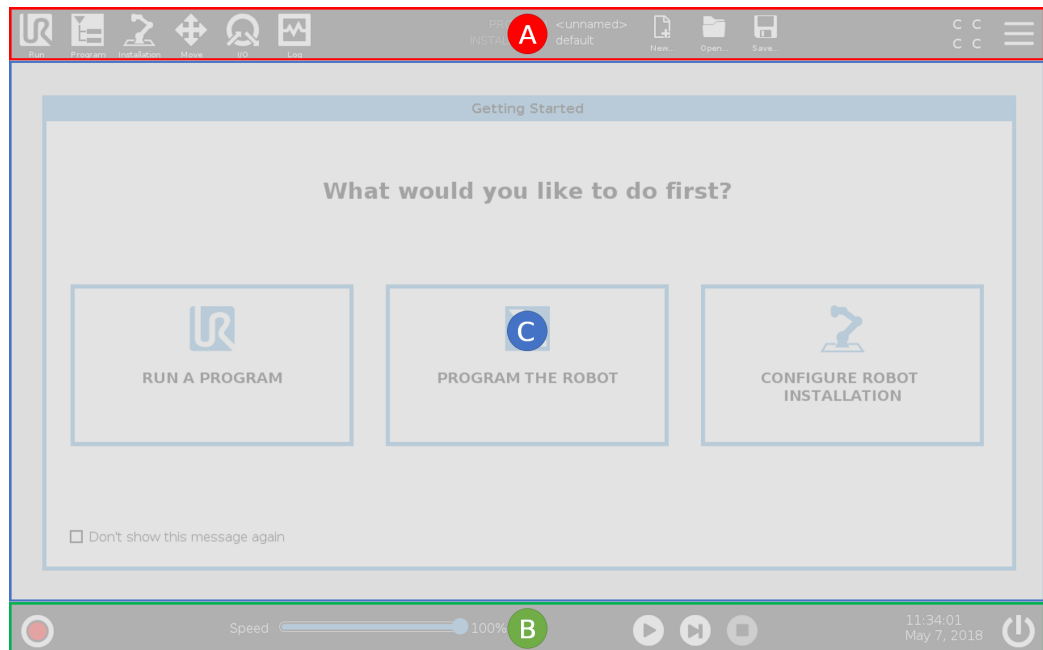 PR <unnamed>
INSTAL default
A
Run Program Installation Move I/O Log
New... Open... Save...
C C
C C
Getting Started
What would you like to do first?
C
RUN A PROGRAM
PROGRAM THE ROBOT
CONFIGURE ROBOT
INSTALLATION
Don't show this message again
Speed 100%
B
11:34:01
May 7, 2018